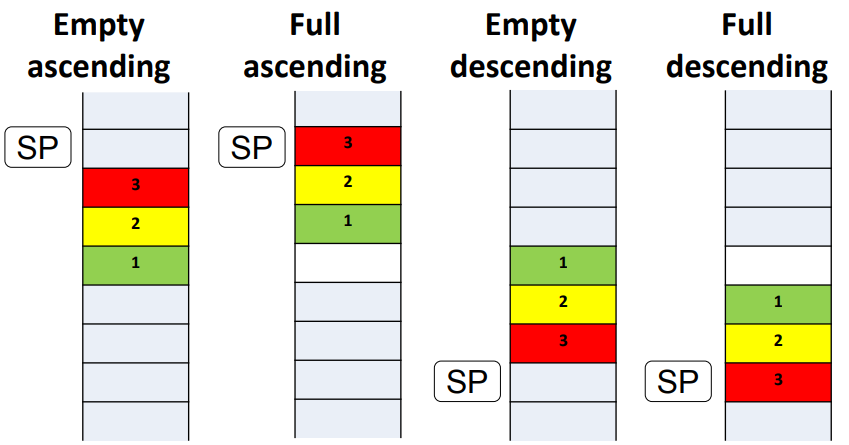 Empty
ascending
SP
3
2
1
Full
ascending
SP
3
2
1
Empty
descending
1
2
3
SP
Full
descending
1
2
3
SP